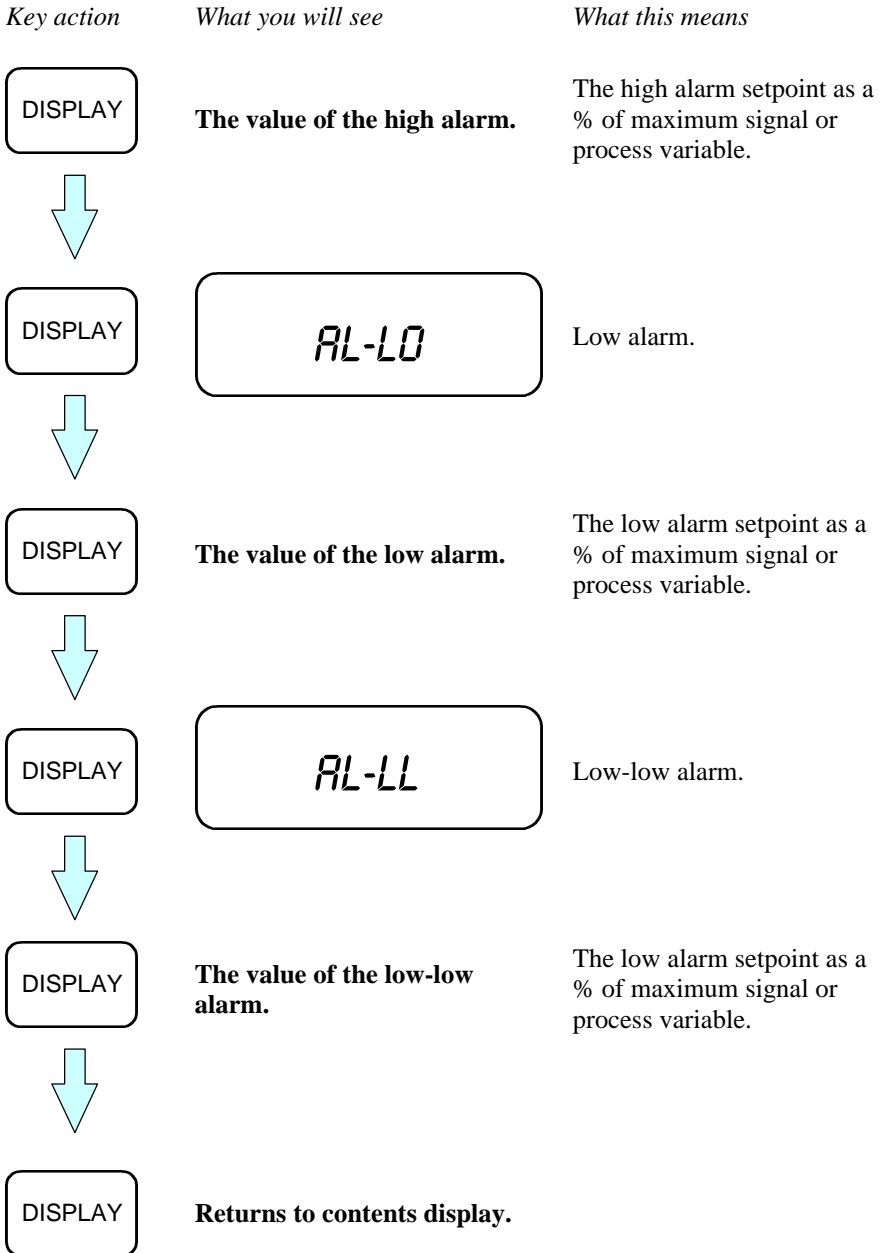 Key action What you will see What this means
DISPLAY
The value of the high alarm.
The high alarm setpoint as a
% of maximum signal or
process variable.
DISPLAY
AL-LO
Low alarm.
DISPLAY
The value of the low alarm.
The low alarm setpoint as a
% of maximum signal or
process variable.
DISPLAY
AL-LL
Low-low alarm.
DISPLAY
The value of the low-low
alarm.
The low alarm setpoint as a
% of maximum signal or
process variable.
DISPLAY
Returns to contents display.